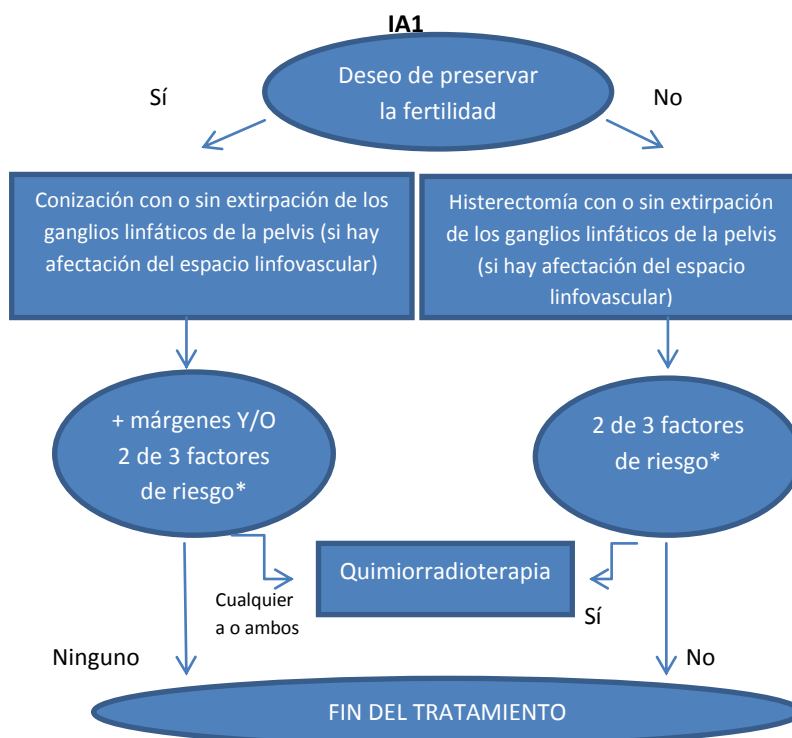 IA1
Deseo de preservar
la fertilidad
Sí
No
Conización con o sin extirpación de los
ganglios linfáticos de la pelvis (si hay
afectación del espacio linfovascular)
Histerectomía con o sin extirpación
de los ganglios linfáticos de la pelvis
(si hay afectación del espacio
linfovascular)
+ márgenes Y/O
2 de 3 factores
de riesgo*
2 de 3 factores
de riesgo*
Quimiorradioterapia
Cualquier
a o ambos
Sí
Ninguno
No
FIN DEL TRATAMIENTO